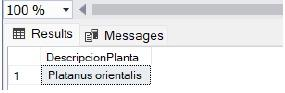 100 %
Results Messages
DescripcionPlanta
1 Platanus orientalis